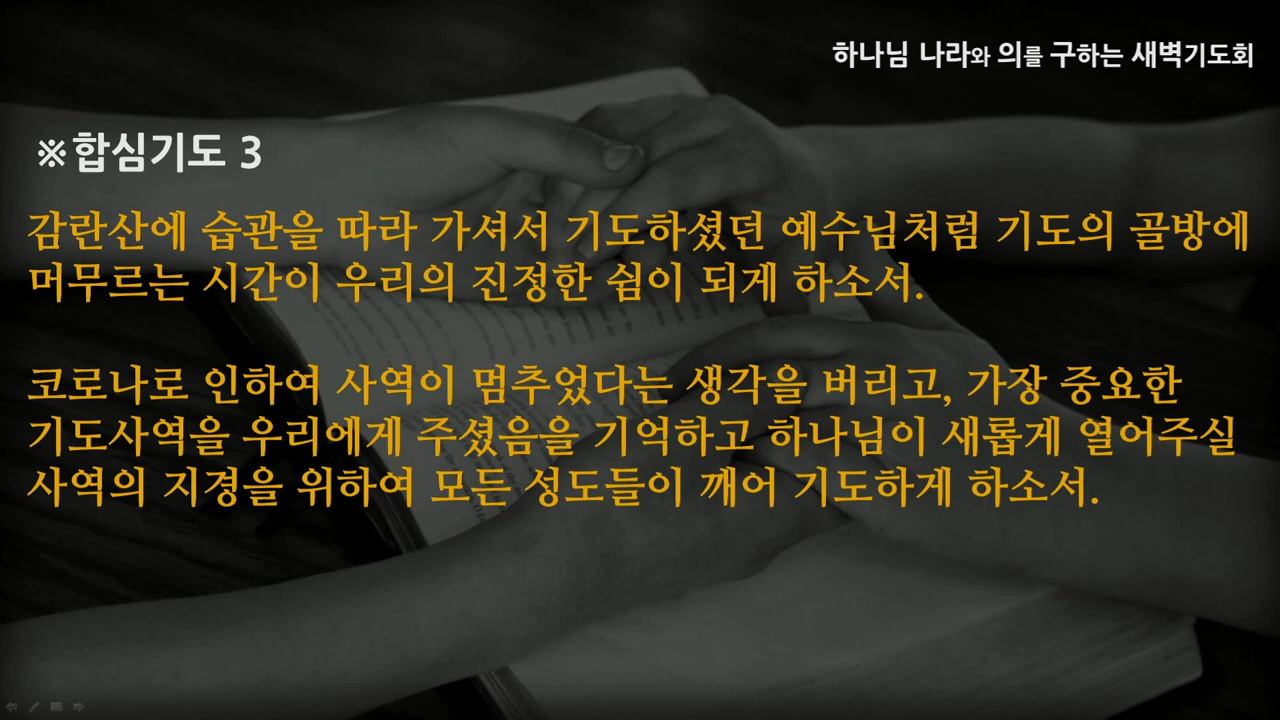 하나님 나라와 의를 구하는 새벽기도회
※합심기도 3
감란산에 습관을 따라 가셔서 기도하셨던 예수님처럼 기도의 골방에
머무르는 시간이 우리의 진정한 쉼이 되게 하소서.
코로나로 인하여 사역이 멈추었다는 생각을 버리고, 가장 중요한
기도사역을 우리에게 주셨음을 기억하고 하나님이 새롭게 열어주실
사역의 지경을 위하여 모든 성도들이 깨어 기도하게 하소서.